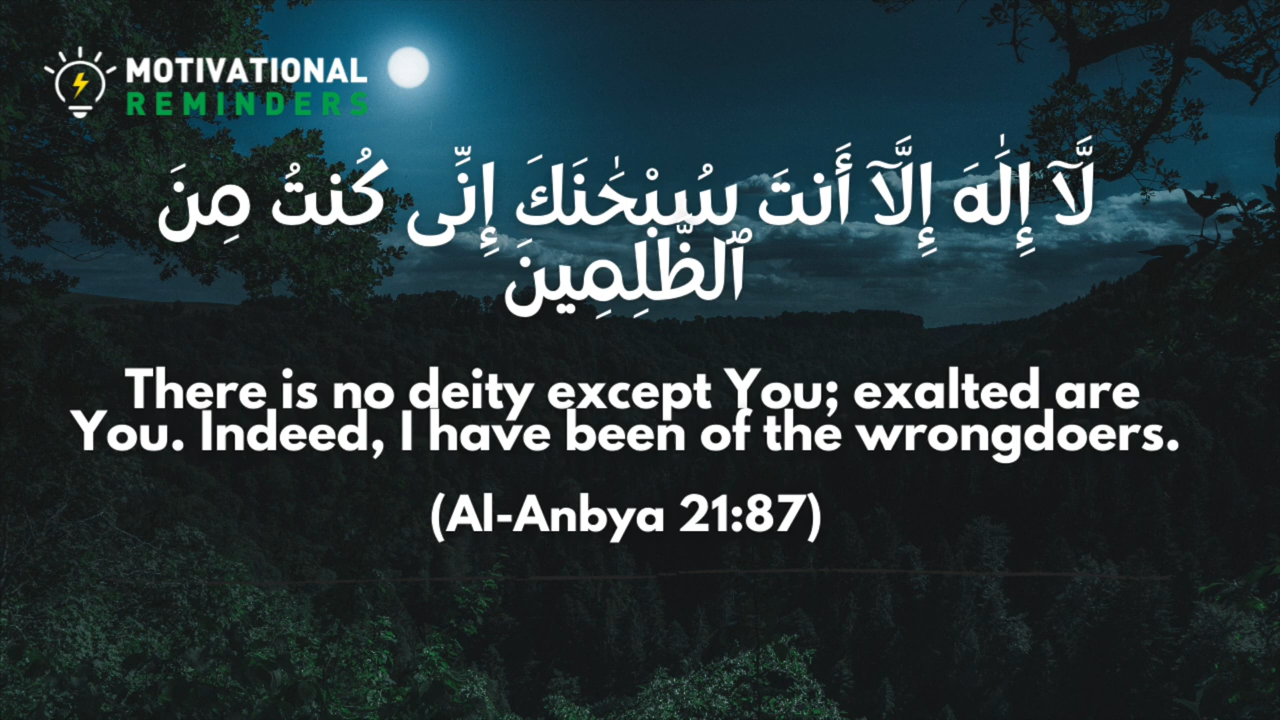 MOTIVATIONAL
REMINDERS
لَّآ إِلَٰهَ إِلَّآ أَنتَ سُبْحَٰنَكَ إِنِّى كُنتُ مِنَ
ٱلظَّٰلِمِينَ
There is no deity except You; exalted are
You. Indeed, I have been of the wrongdoers.
(Al-Anbya 21:87)